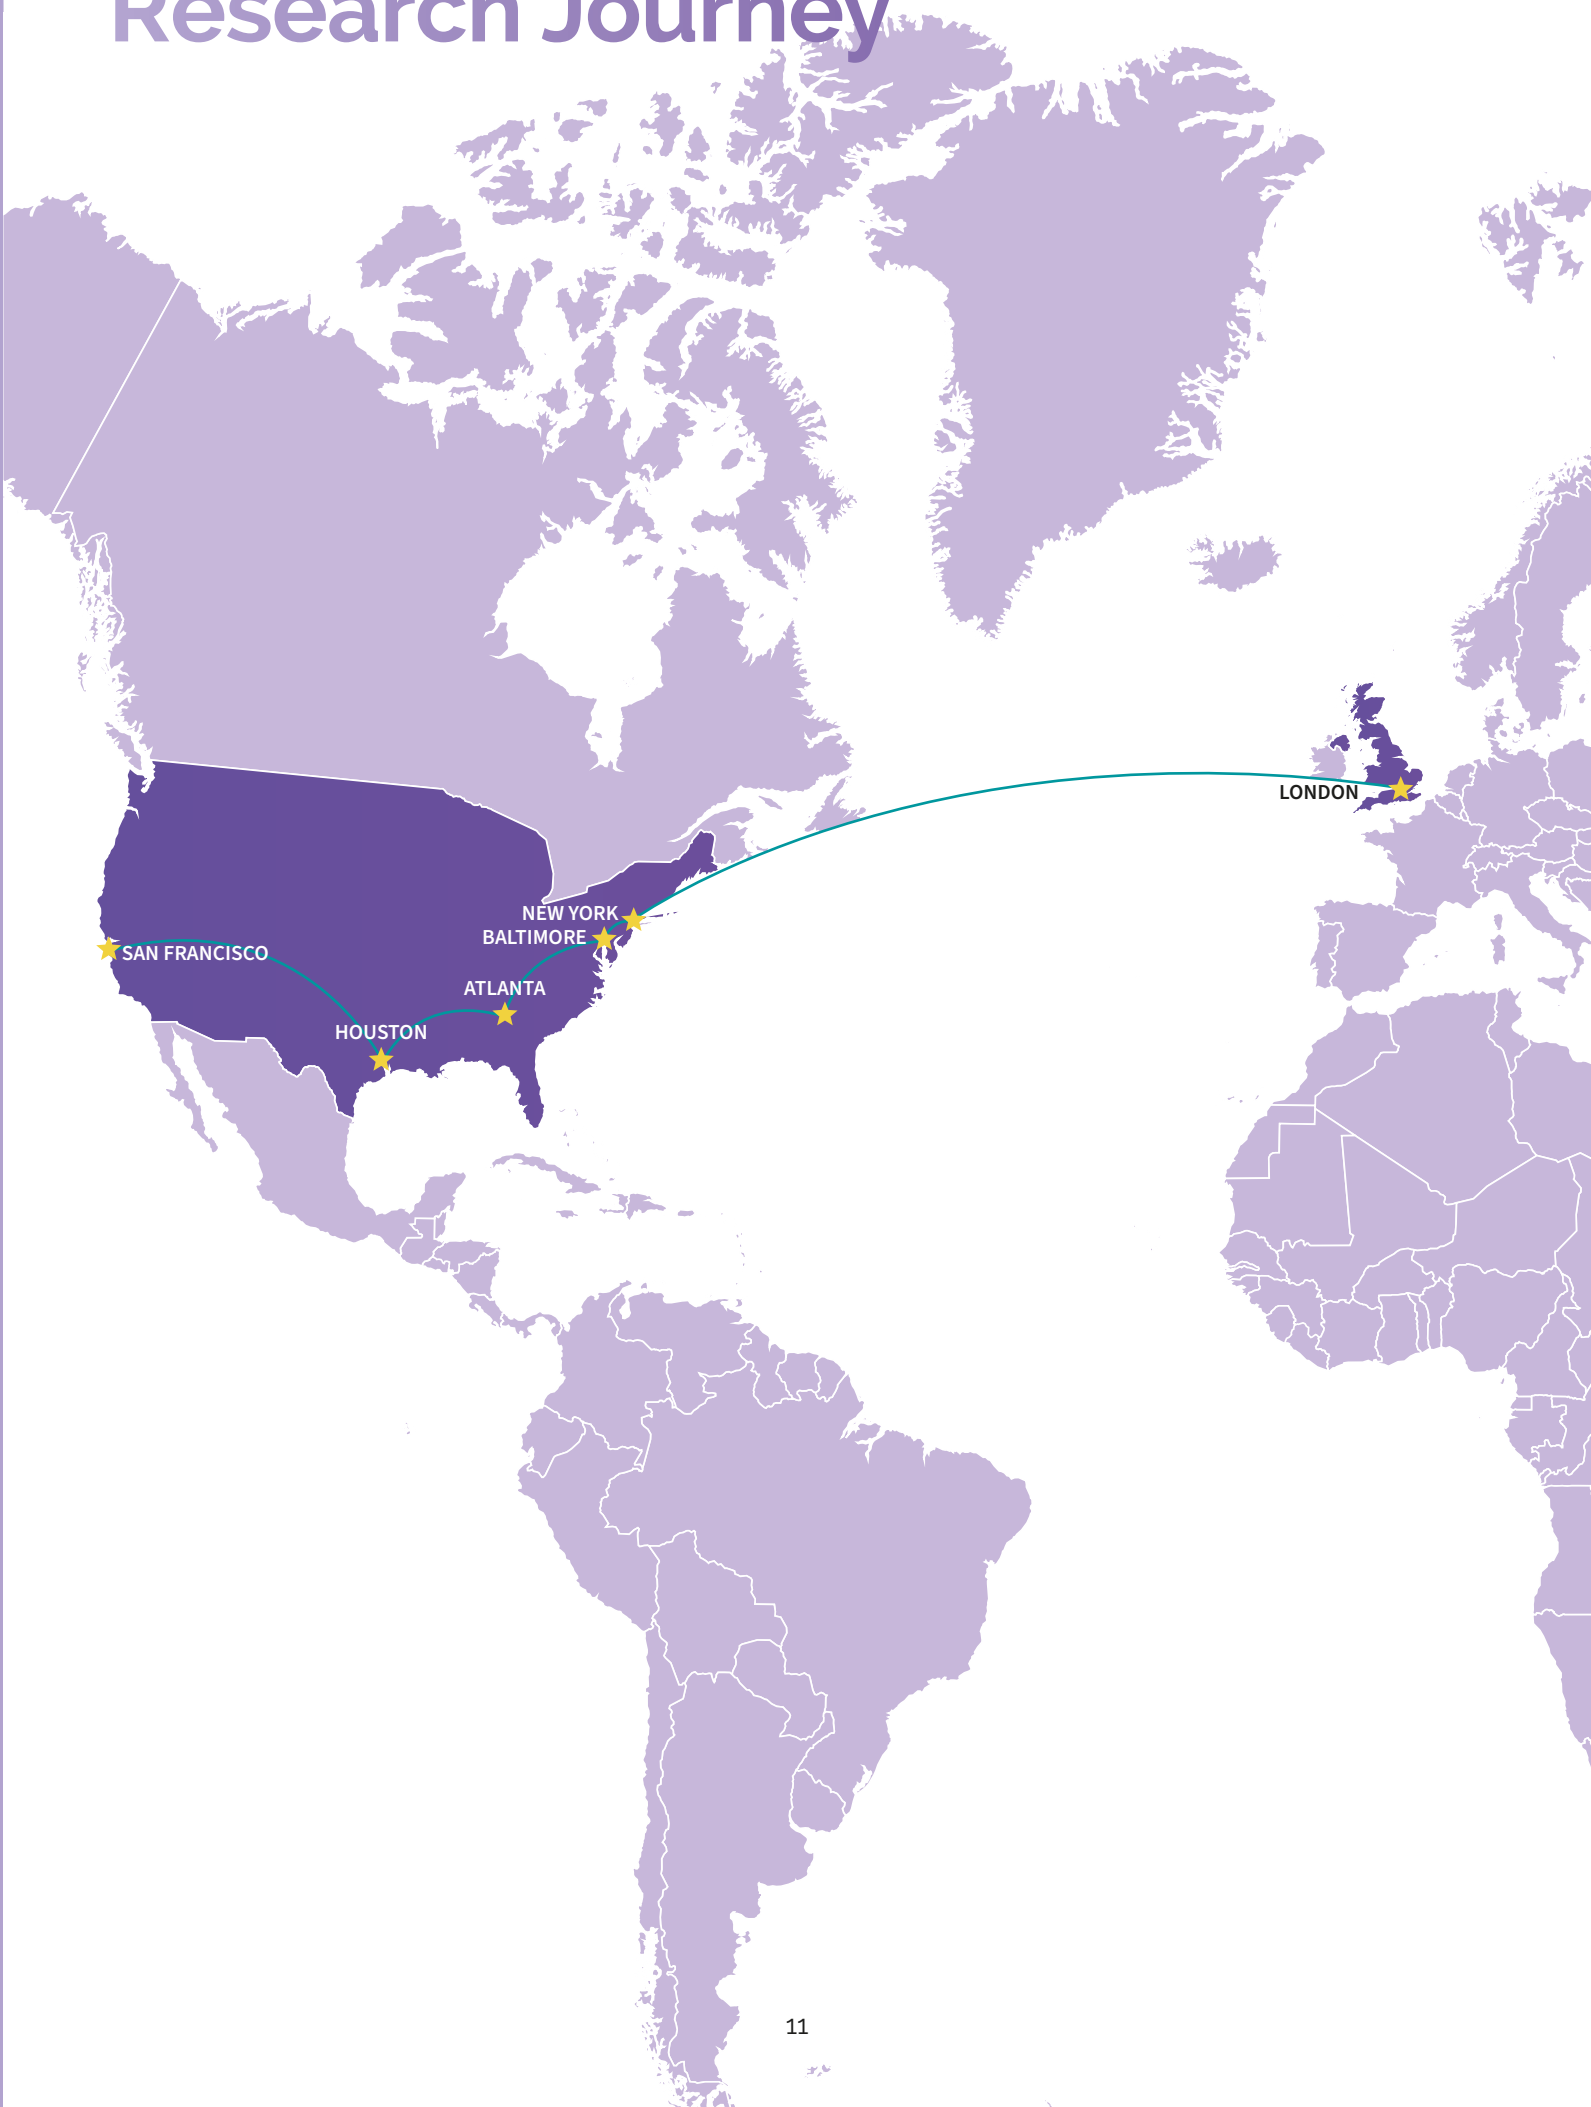 Research Journey
LONDON
NEW YORK
BALTIMORE
SAN FRANCISCO
ATLANTA
HOUSTON
11